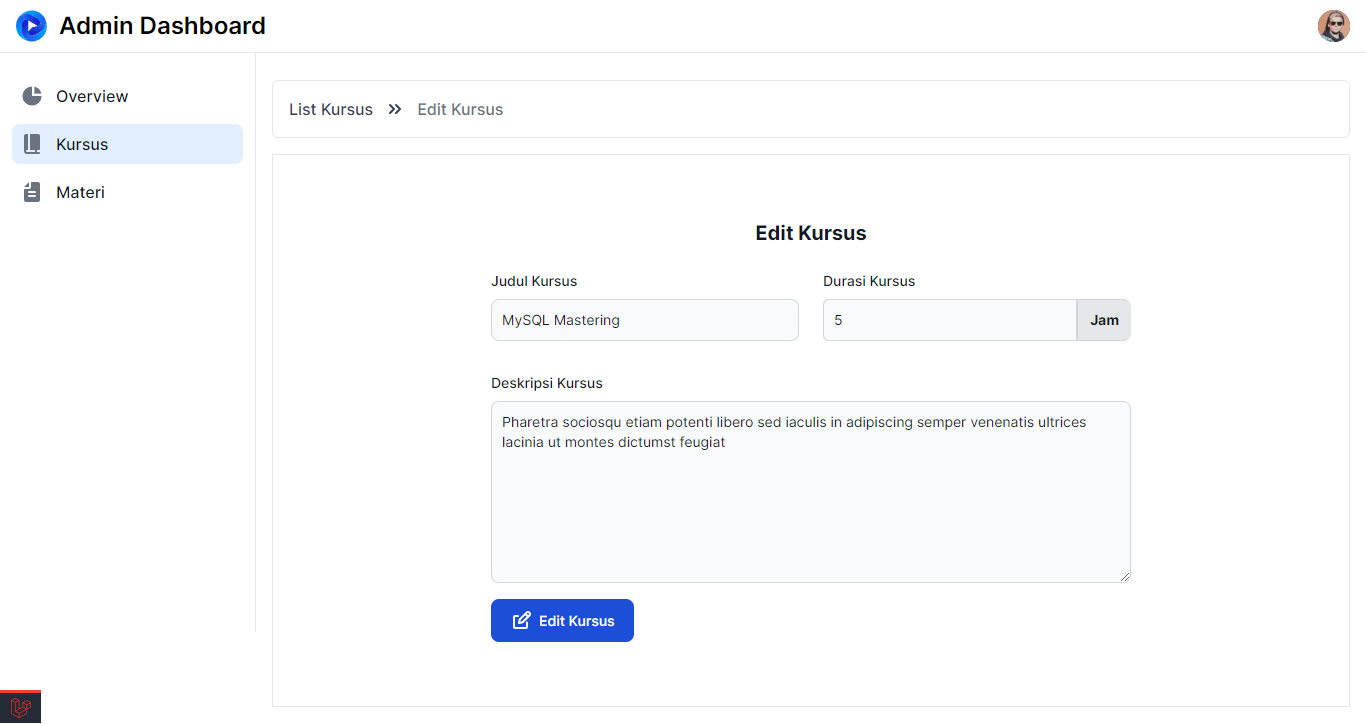 Admin Dashboard
Overview
Kursus
Materi
List Kursus
Edit Kursus
Edit Kursus
Judul Kursus
Durasi Kursus
MySQL Mastering
5
Jam
Deskripsi Kursus
Pharetra sociosqu etiam potenti libero sed iaculis in adipiscing semper venenatis ultrices
lacinia ut montes dictumst feugiat
Edit Kursus